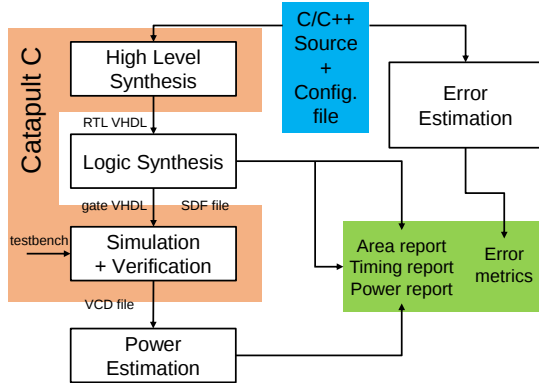 C/C++
Source
+
Config.
file
Catapult C
High Level
Synthesis
Error
Estimation
RTL VHDL
Logic Synthesis
gate VHDL
SDF file
testbench
Simulation
+ Verification
Area report
Timing report
Power report
Error
metrics
VCD file
Power
Estimation